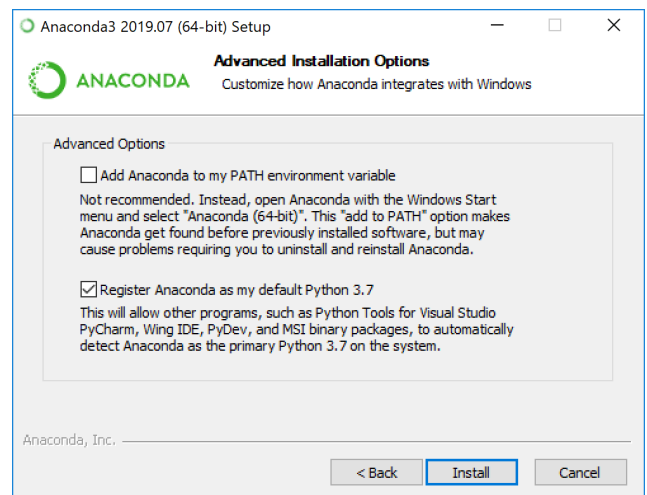 Anaconda3 2019.07 (64-bit) Setup
ANACONDA
Advanced Installation Options
Customize how Anaconda integrates with Windows
Advanced Options
Add Anaconda to my PATH environment variable
Not recommended. Instead, open Anaconda with the Windows Start
menu and select "Anaconda (64-bit)". This "add to PATH" option makes
Anaconda get found before previously installed software, but may
cause problems requiring you to uninstall and reinstall Anaconda.
Register Anaconda as my default Python 3.7
This will allow other programs, such as Python Tools for Visual Studio
PyCharm, Wing IDE, PyDev, and MSI binary packages, to automatically
detect Anaconda as the primary Python 3.7 on the system.
Anaconda, Inc.
< Back Install Cancel